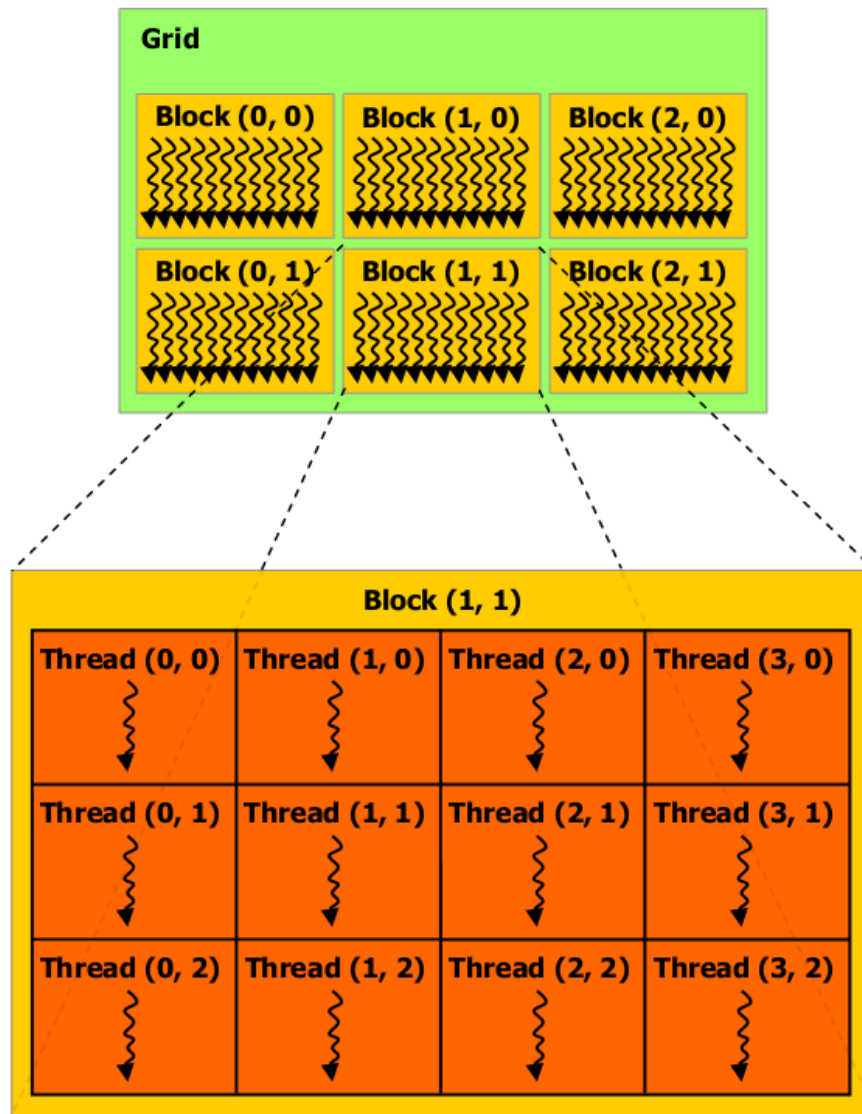 Grid
Block (0, 0) Block (1, 0) Block (2, 0)
Block (0, 1) Block (1, 1) Block (2, 1)
Block (1, 1)
Thread (0, 0) Thread (1, 0) Thread (2, 0) Thread (3, 0)
Thread (0, 1) Thread (1, 1) Thread (2, 1) Thread (3, 1)
Thread (0, 2) Thread (1, 2) Thread (2, 2) Thread (3, 2)